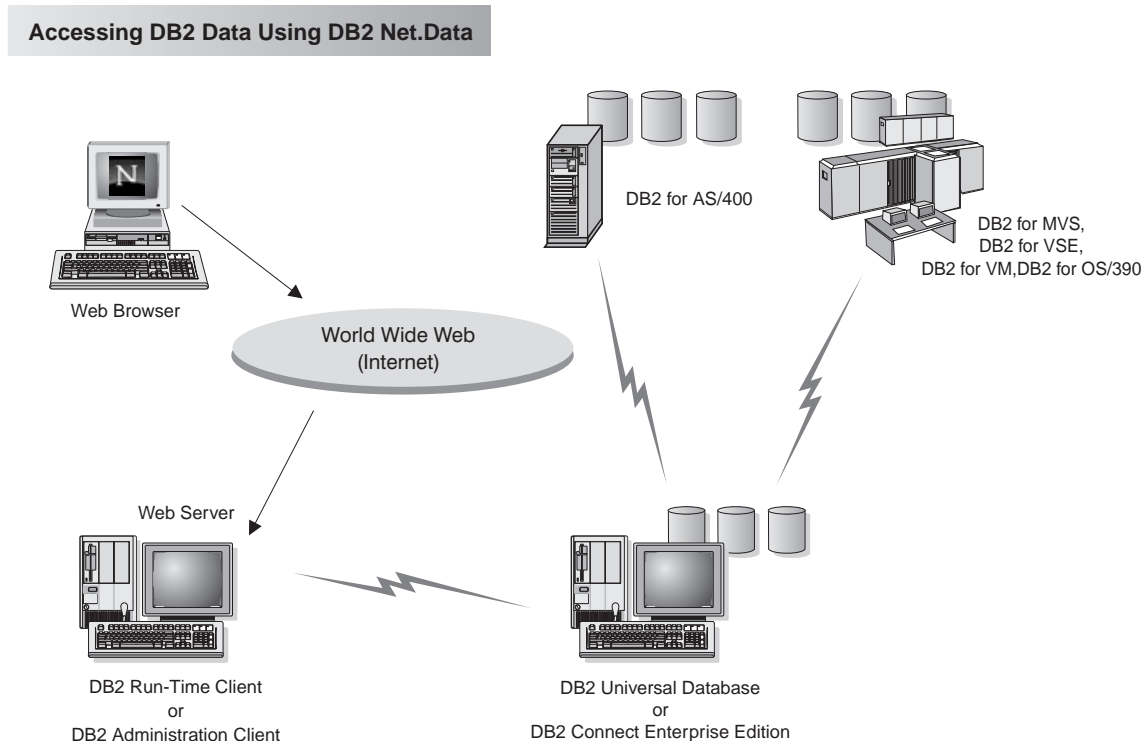 Accessing DB2 Data Using DB2 Net.Data
N
Web Browser
World Wide Web
(Internet)
DB2 for AS/400
DB2 for MVS,
DB2 for VSE,
DB2 for VM,DB2 for OS/390
Web Server
DB2 Run-Time Client
or
DB2 Administration Client
DB2 Universal Database
or
DB2 Connect Enterprise Edition